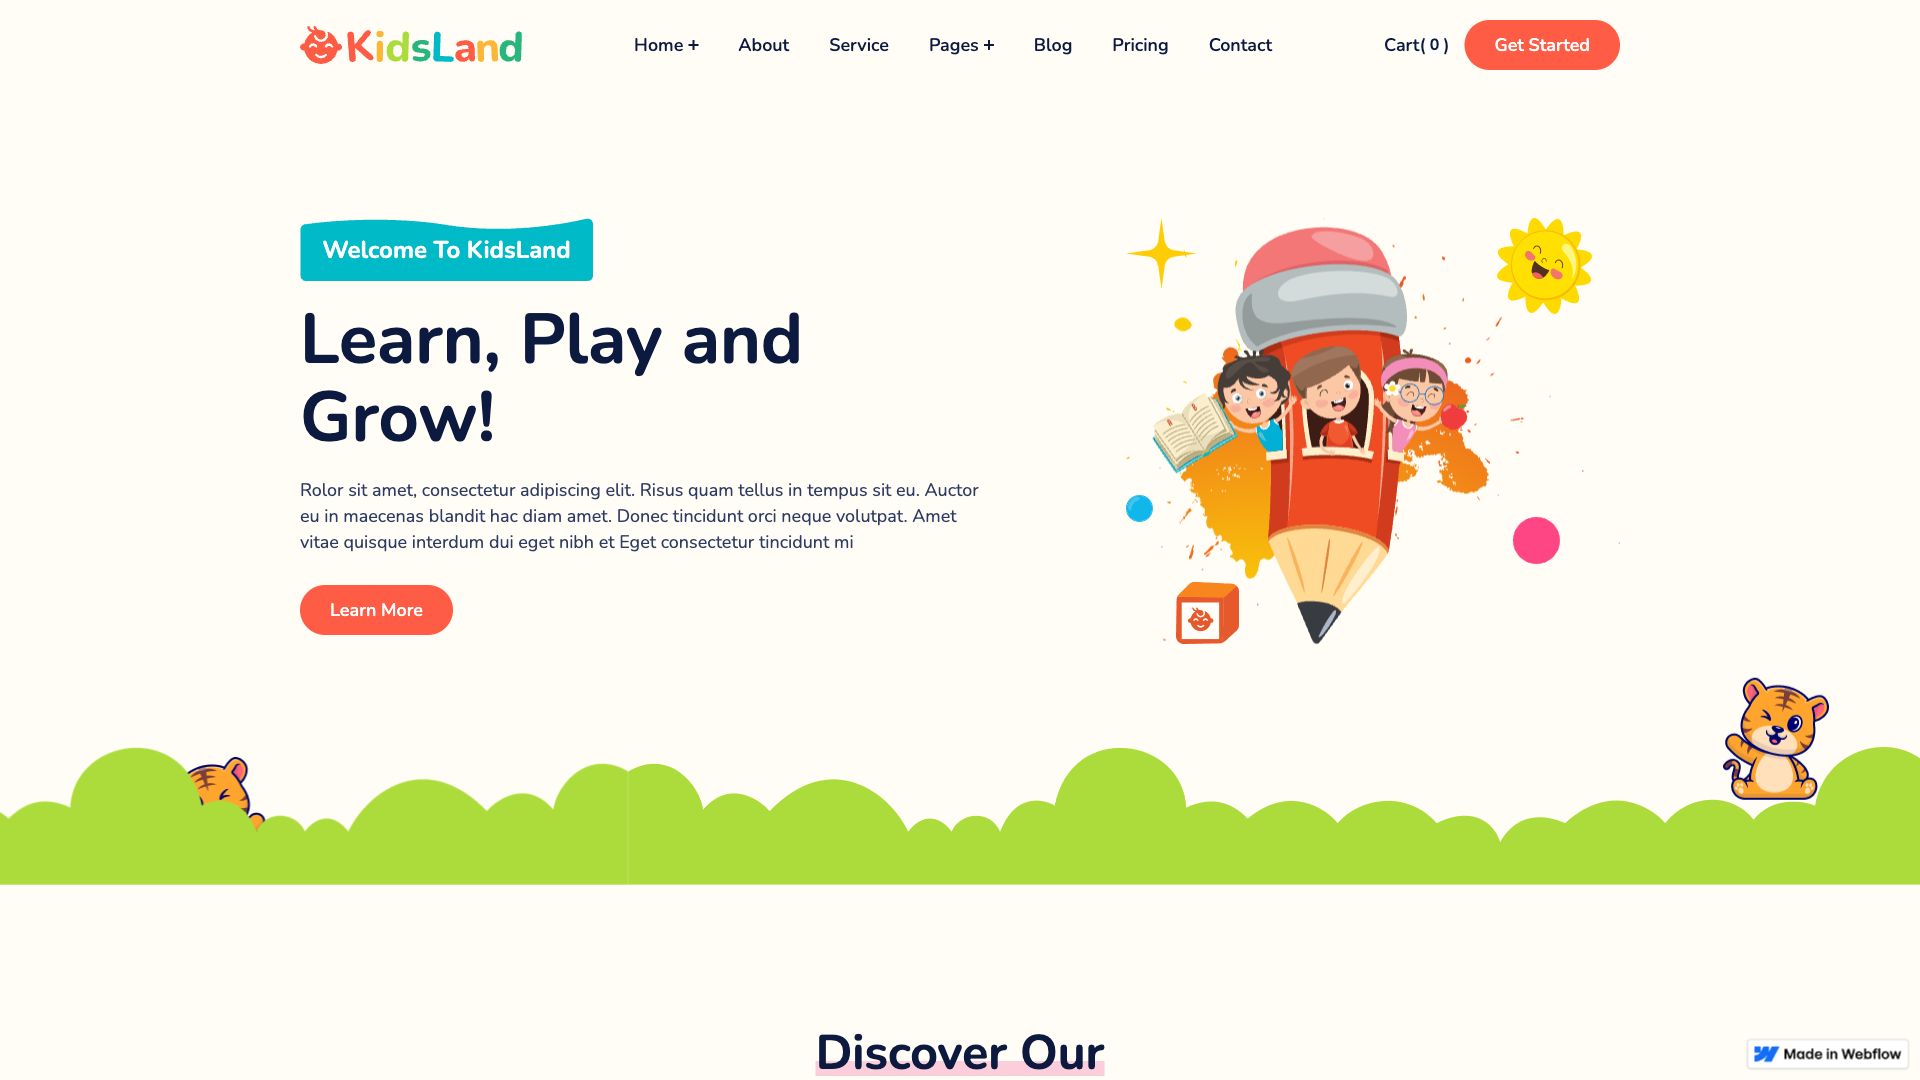 KidsLand
Home +
About
Service
Pages +
Blog
Pricing
Contact
Cart( 0 )
Get Started
Welcome To KidsLand
Learn, Play and
Grow!
Rolor sit amet, consectetur adipiscing elit. Risus quam tellus in tempus sit eu. Auctor
eu in maecenas blandit hac diam amet. Donec tincidunt orci neque volutpat. Amet
vitae quisque interdum dui eget nibh et Eget consectetur tincidunt mi
Learn More
Discover Our
Made in Webflow